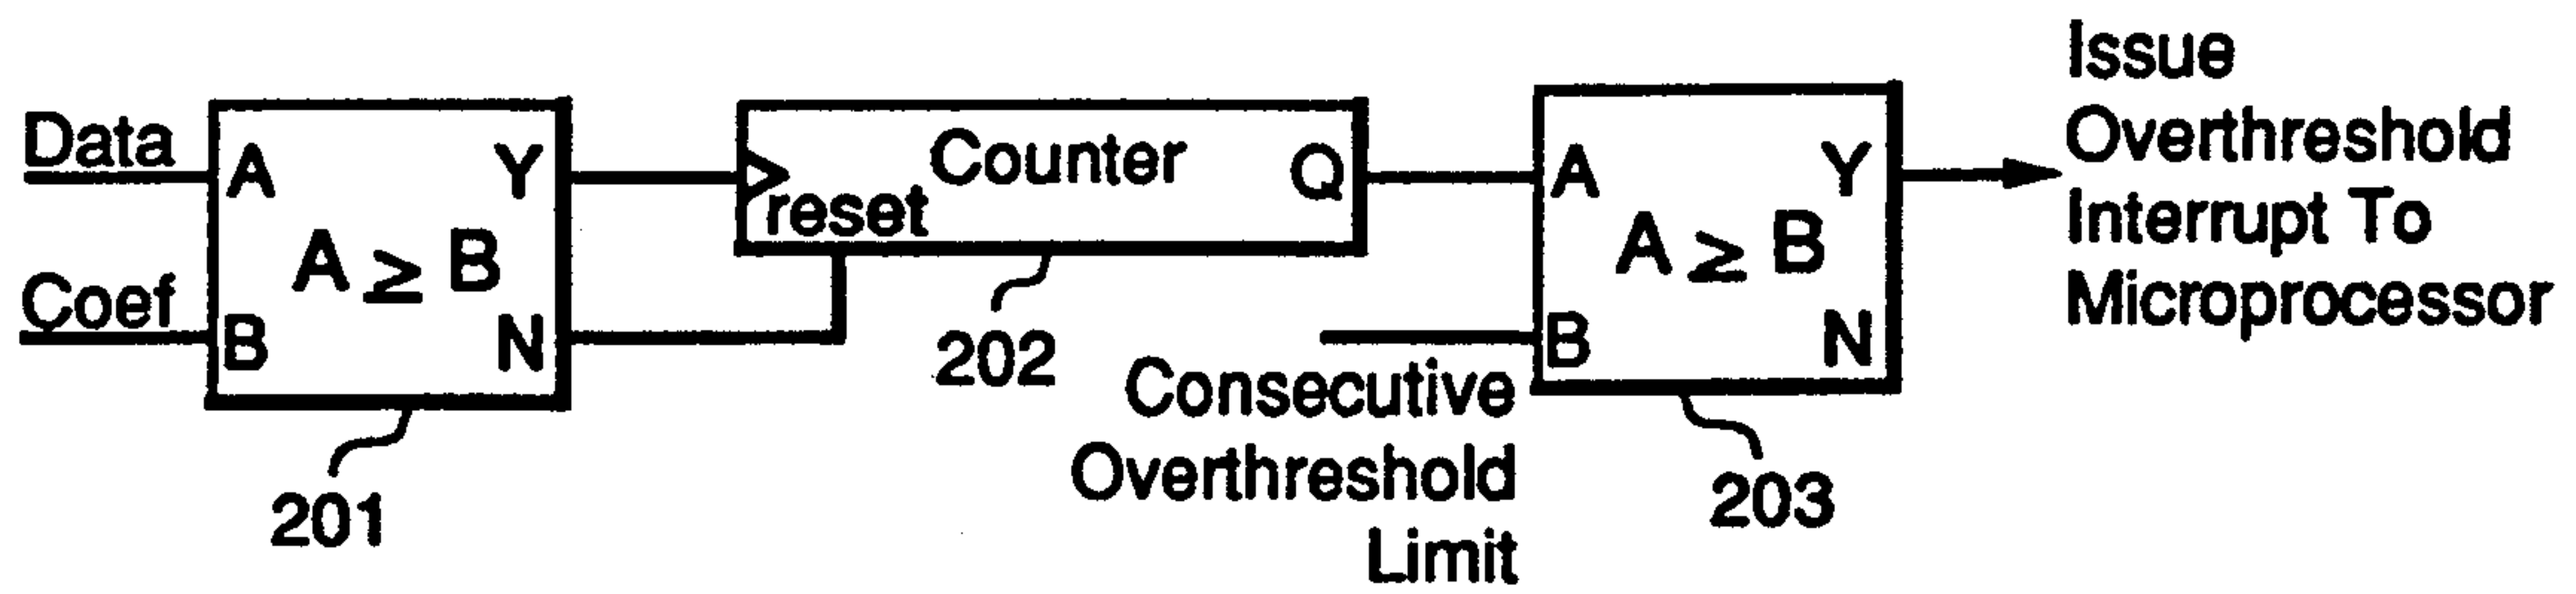 Data
Coef
A
Y
A ≥ B
B
N
201
Counter
reset
Q
202
Consecutive
Overthreshold
Limit
A
Y
A ≥ B
B
N
203
Issue
Overthreshold
Interrupt To
Microprocessor